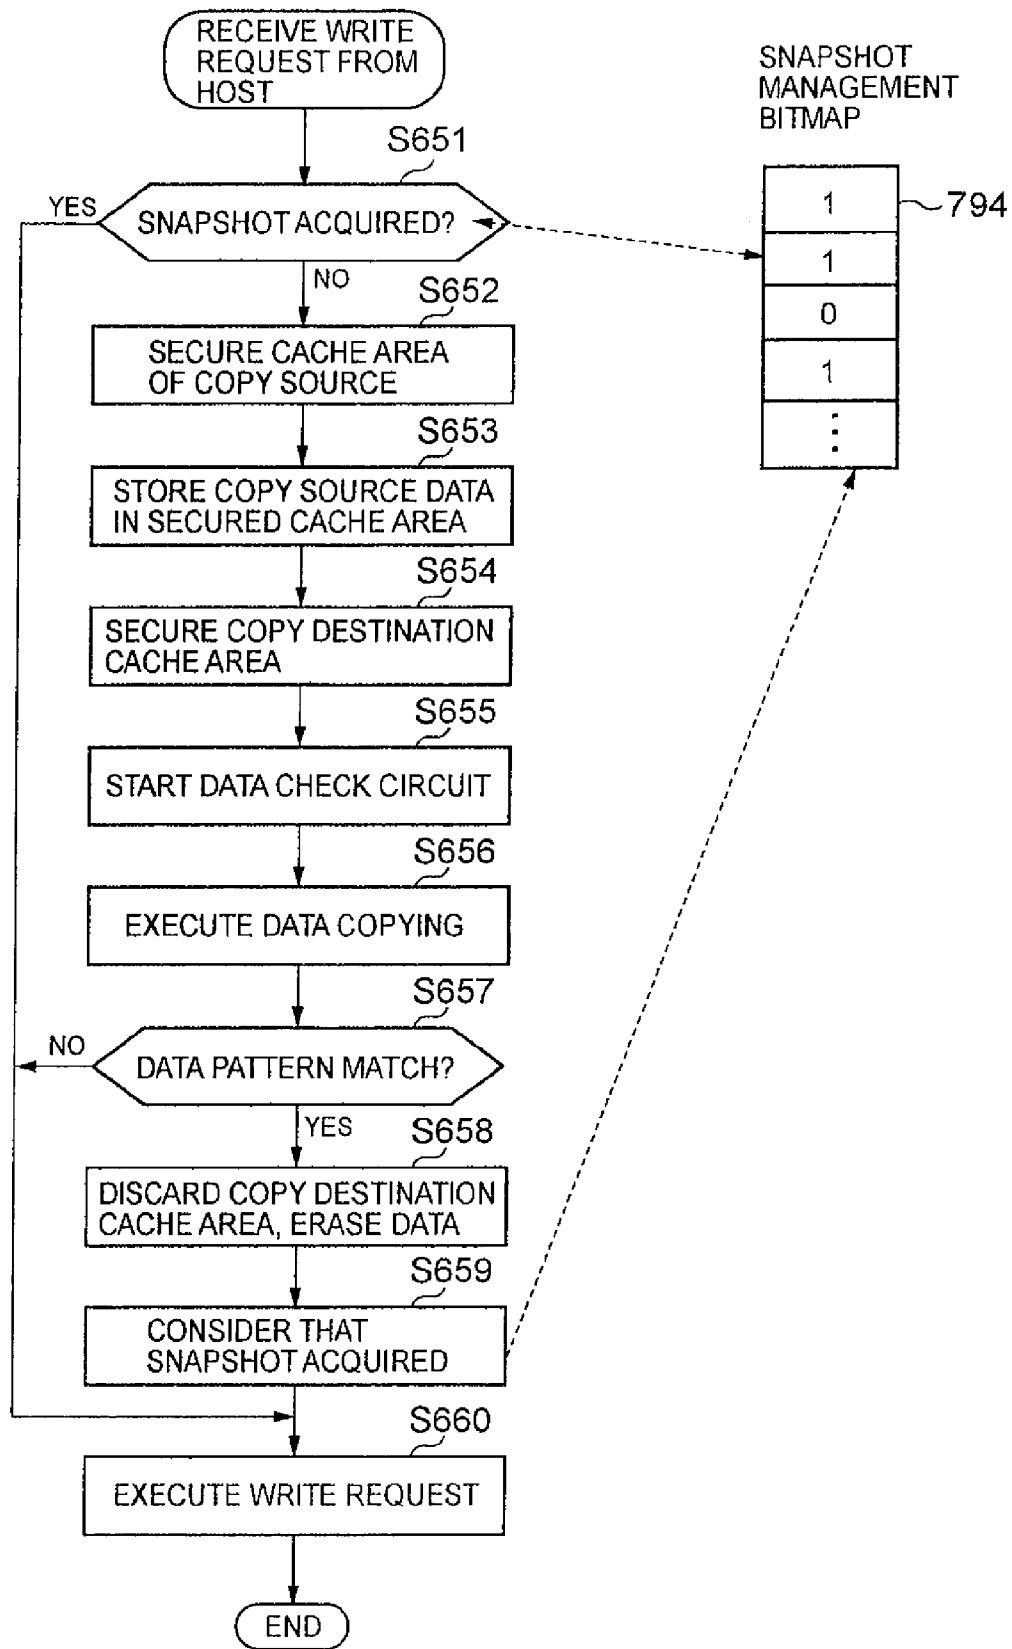 RECEIVE WRITE
REQUEST FROM
HOST
SNAPSHOT
MANAGEMENT
BITMAP
S651
YES
SNAPSHOT ACQUIRED?
1
794
1
NO
0
S652
1
SECURE CACHE AREA
OF COPY SOURCE
⋮
S653
STORE COPY SOURCE DATA
IN SECURED CACHE AREA
S654
SECURE COPY DESTINATION
CACHE AREA
S655
START DATA CHECK CIRCUIT
S656
EXECUTE DATA COPYING
S657
NO
DATA PATTERN MATCH?
YES
S658
DISCARD COPY DESTINATION
CACHE AREA, ERASE DATA
S659
CONSIDER THAT
SNAPSHOT ACQUIRED
S660
EXECUTE WRITE REQUEST
END